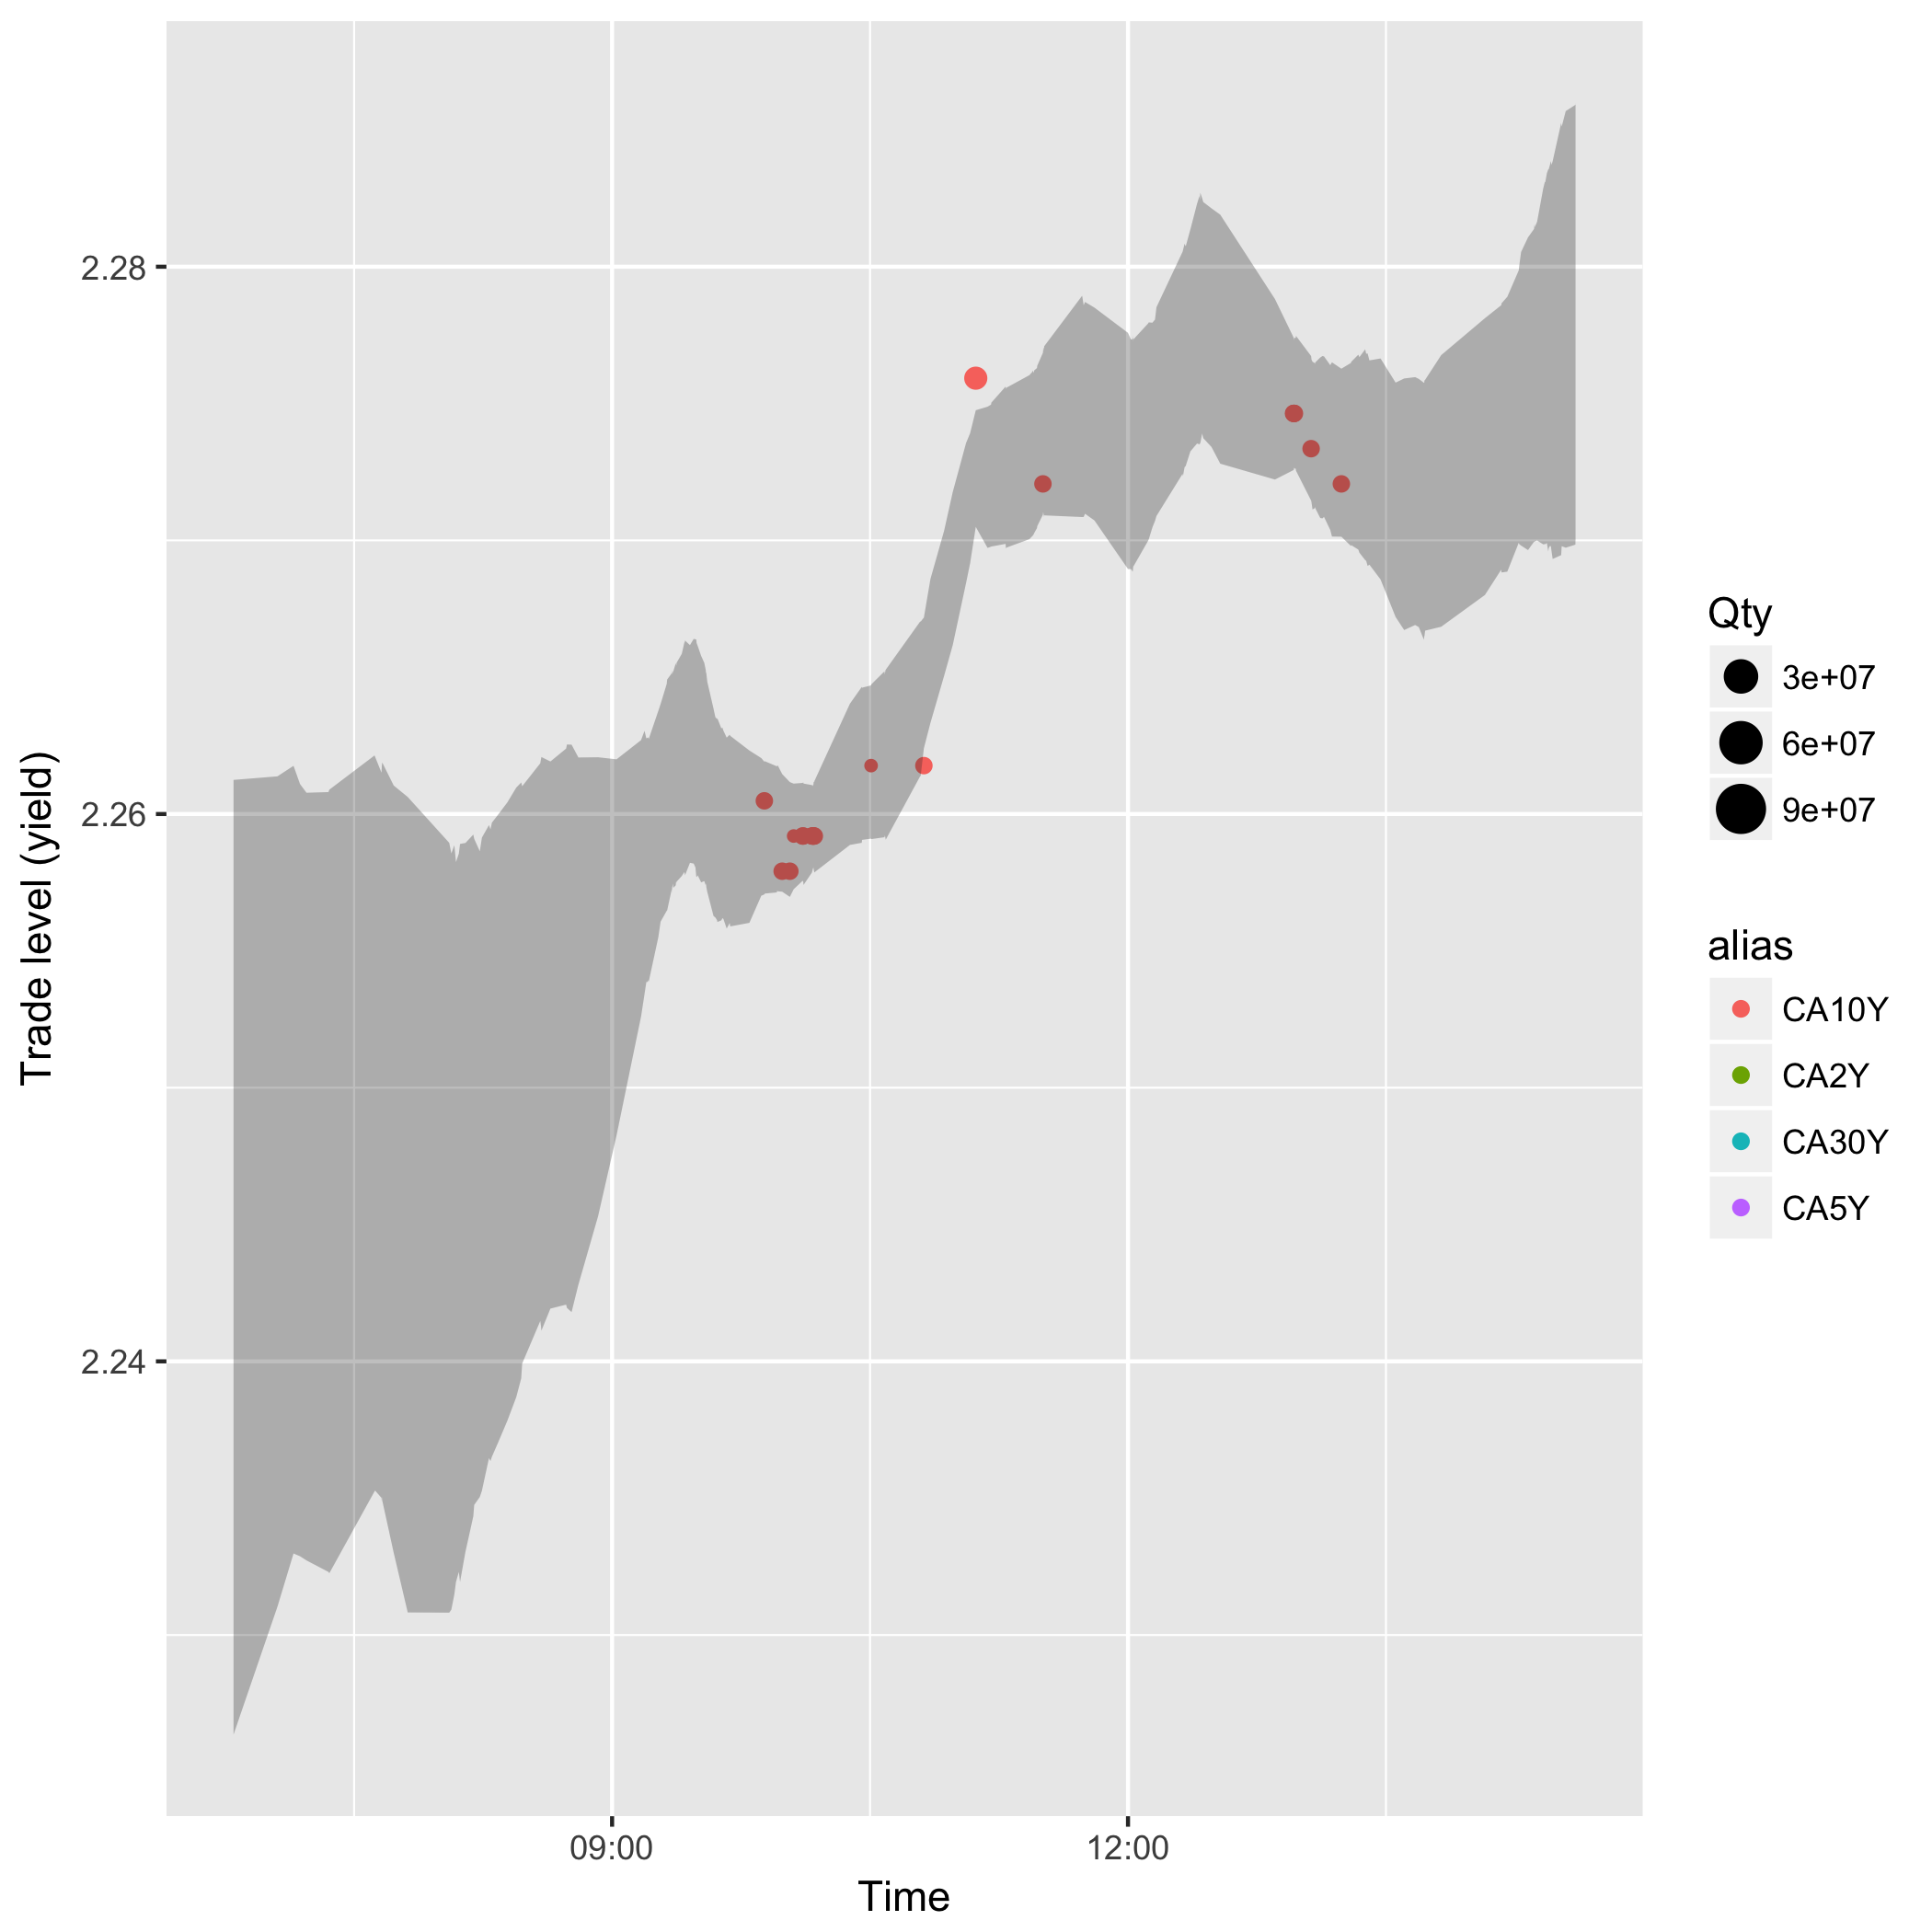 Trade level (yield)
2.28
2.26
2.24
09:00
12:00
Time
Qty
3e+07
6e+07
9e+07
alias
CA10Y
CA2Y
CA30Y
CA5Y